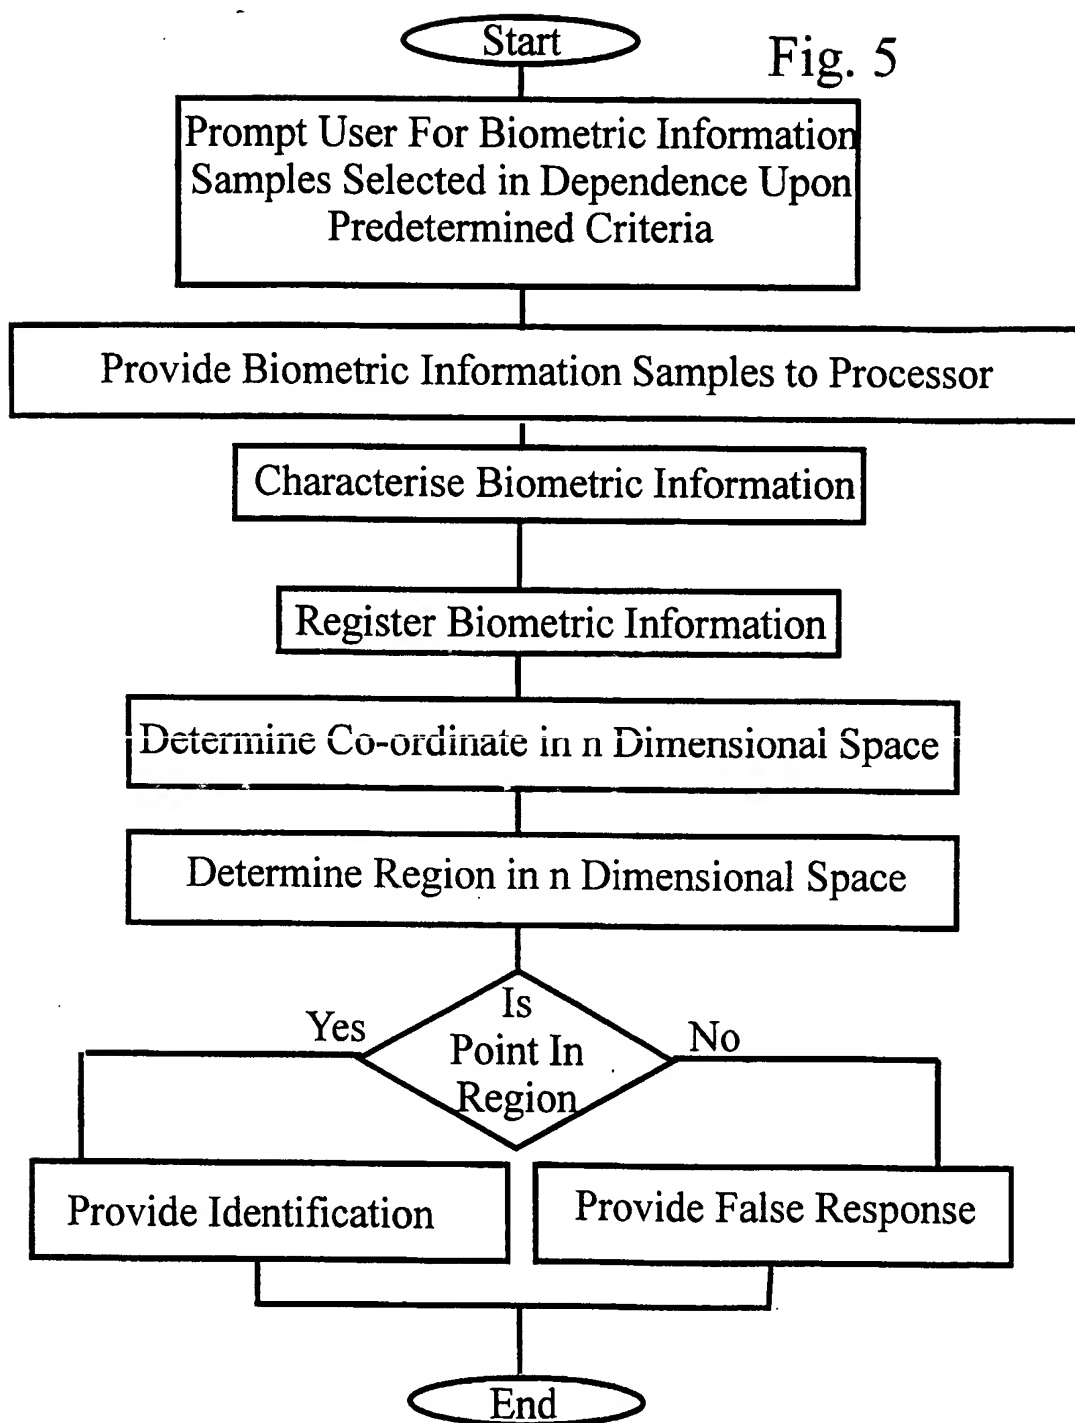 Start
Fig. 5
Prompt User For Biometric Information
Samples Selected in Dependence Upon
Predetermined Criteria
Provide Biometric Information Samples to Processor
Characterise Biometric Information
Register Biometric Information
Determine Co-ordinate in n Dimensional Space
Determine Region in n Dimensional Space
Is
Point In
Region
Yes
No
Provide Identification
Provide False Response
End